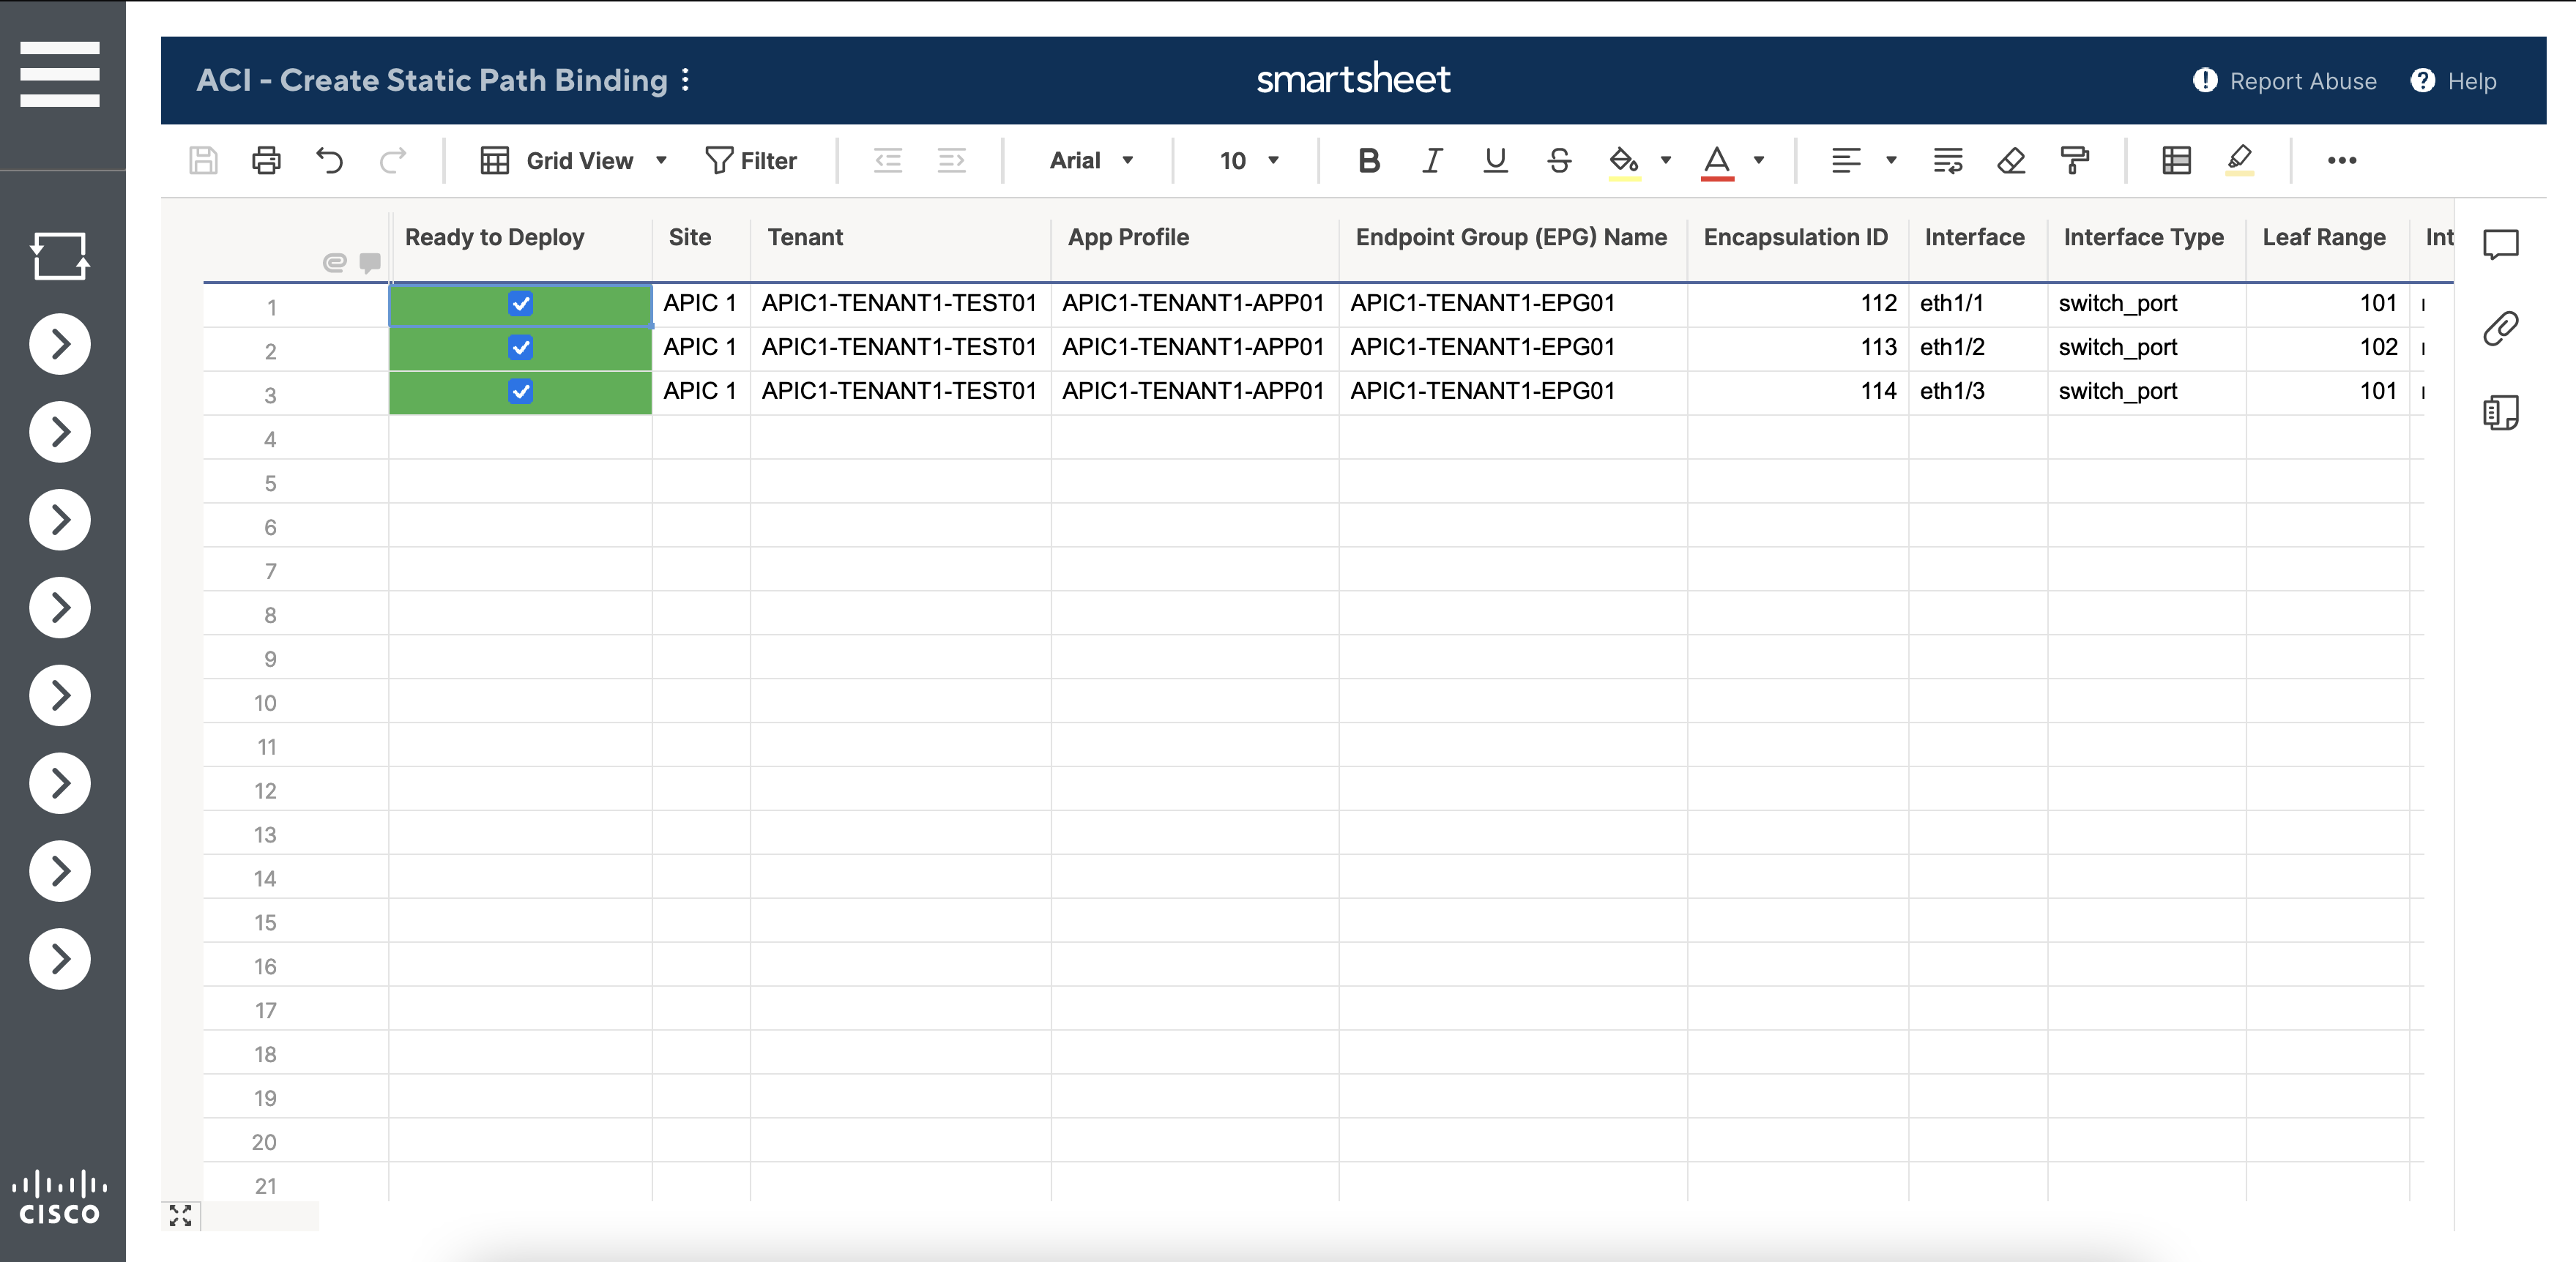 ACI - Create Static Path Binding
smartsheet
Report Abuse
Help
Grid View
Filter
Arial
10
B I U S A
Ready to Deploy Site Tenant App Profile Endpoint Group (EPG) Name Encapsulation ID Interface Interface Type Leaf Range Int
1 APIC 1 APIC1-TENANT1-TEST01 APIC1-TENANT1-APP01 APIC1-TENANT1-EPG01 112 eth1/1 switch_port 101
2 APIC 1 APIC1-TENANT1-TEST01 APIC1-TENANT1-APP01 APIC1-TENANT1-EPG01 113 eth1/2 switch_port 102
3 APIC 1 APIC1-TENANT1-TEST01 APIC1-TENANT1-APP01 APIC1-TENANT1-EPG01 114 eth1/3 switch_port 101
4
5
6
7
8
9
10
11
12
13
14
15
16
17
18
19
20
21
CISCO